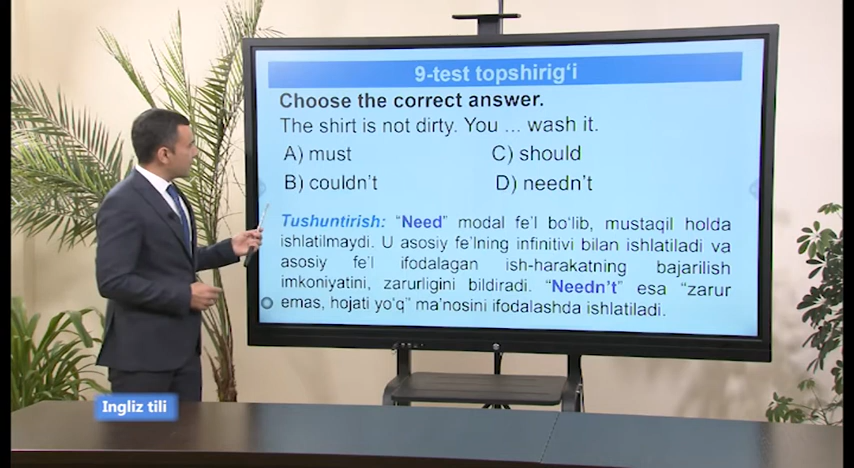 9-test topshirig‘i
Choose the correct answer.
The shirt is not dirty. You … wash it.
A) must
C) should
B) couldn’t
D) needn’t
Tushuntirish: “Need” modal fe’l bo‘lib, mustaqil holda
ishlatilmaydi. U asosiy fe’lning infinitivi bilan ishlatiladi va
asosiy fe’l ifodalagan ish-harakatning bajarilish
imkoniyatini, zarurligini bildiradi. “Needn’t” esa “zarur
emas, hojati yo‘q” ma’nosini ifodalashda ishlatiladi.
Ingliz tili